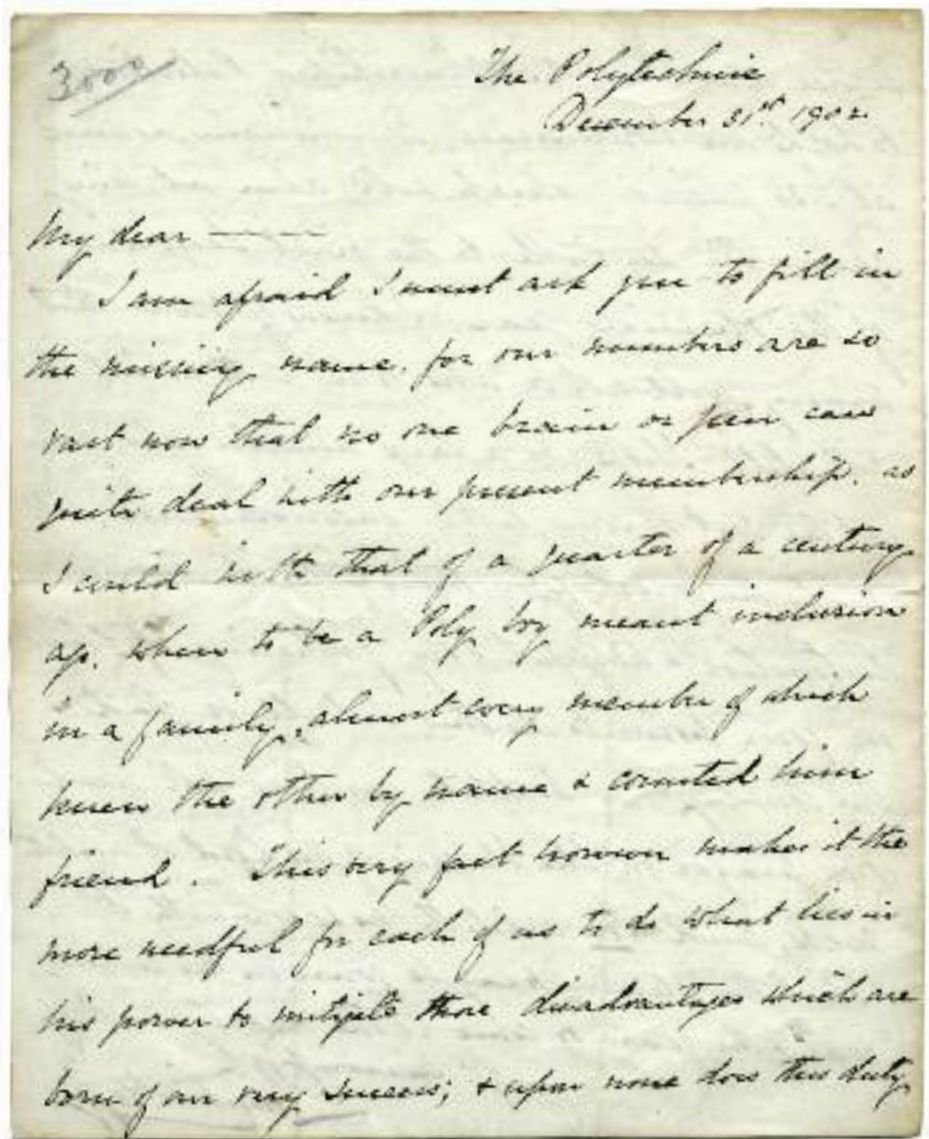 3000
The Polytechnic
December 31st. 1902.
My dear ———
I am afraid I must ask you to fill in
the missing name, for our numbers are so
vast now that no one brain or pen can
quite deal with our present membership, as
I could with that of a quarter of a century
ago, when to be a Poly boy meant inclusion
in a family, almost every member of which
knew the other by name & counted him
friend. This very fact however makes it the
more needful for each of us to do what lies in
his power to mitigate those disadvantages which are
born of our very success; & upon none does this duty